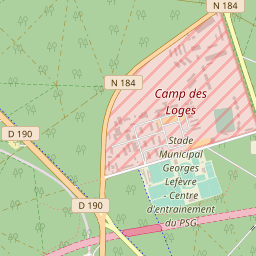 N 184
N 184
Camp des
Loges
D 190
Stade
Municipal
Georges
Lefèvre
- Centre
d'entraînement
du PSG
D 190